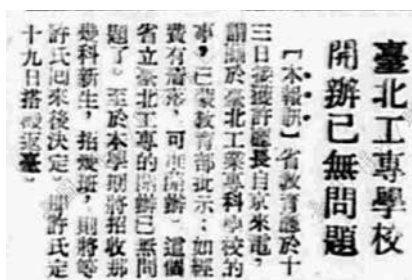 臺北工專學校
開辦已無問題
【本報訊】省教育廳於十
三日接獲許廳長自京來電,
關於臺北工業專科學校的
事,已蒙教育部批示:如經
費有着落,可以開辦。這個
省立臺北工專的開辦已無問
題了。至於本學期將招收那
幾科新生,招幾班,則將等
許氏回來後決定。聞許氏定
十九日搭機返臺。